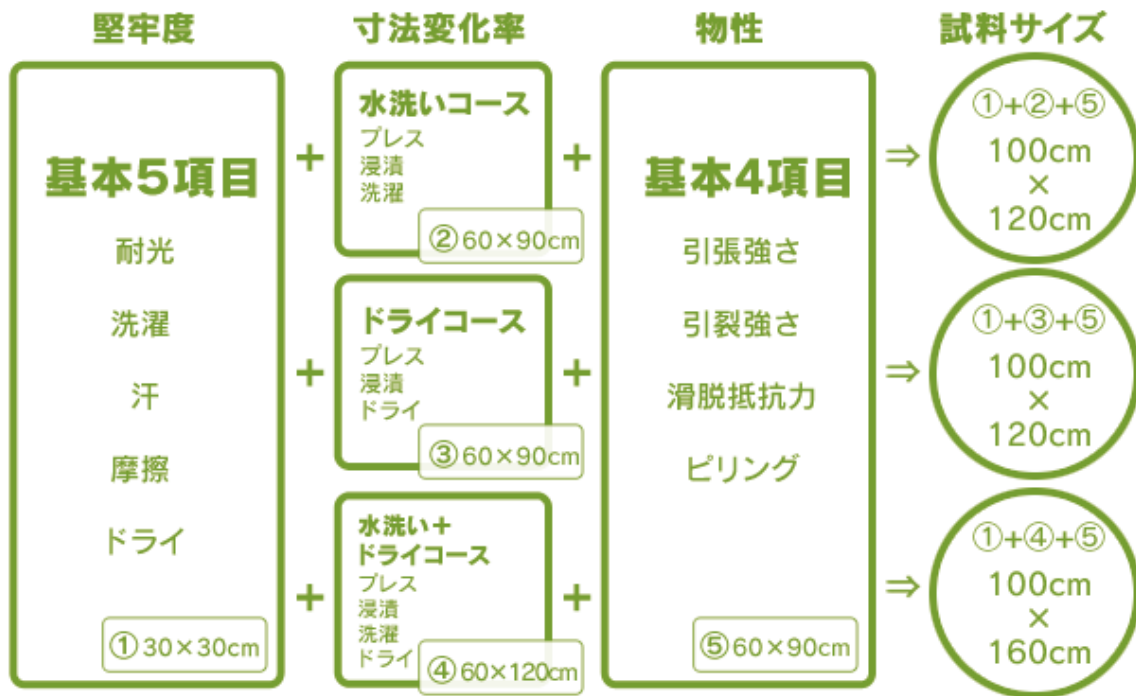 堅牢度
基本5項目
耐光
洗濯
汗
摩擦
ドライ
①30×30cm
+
+
+
寸法変化率
水洗いコース
プレス
浸漬
洗濯
②60×90cm
ドライコース
プレス
浸漬
ドライ
③60×90cm
水洗い+
ドライコース
プレス
浸漬
洗濯
ドライ
④60×120cm
+
+
+
物性
基本4項目
引張強さ
引裂強さ
滑脱抵抗力
ピリング
⑤60×90cm
⇒
⇒
⇒
試料サイズ
①+②+⑤
100cm
×
120cm
①+③+⑤
100cm
×
120cm
①+④+⑤
100cm
×
160cm